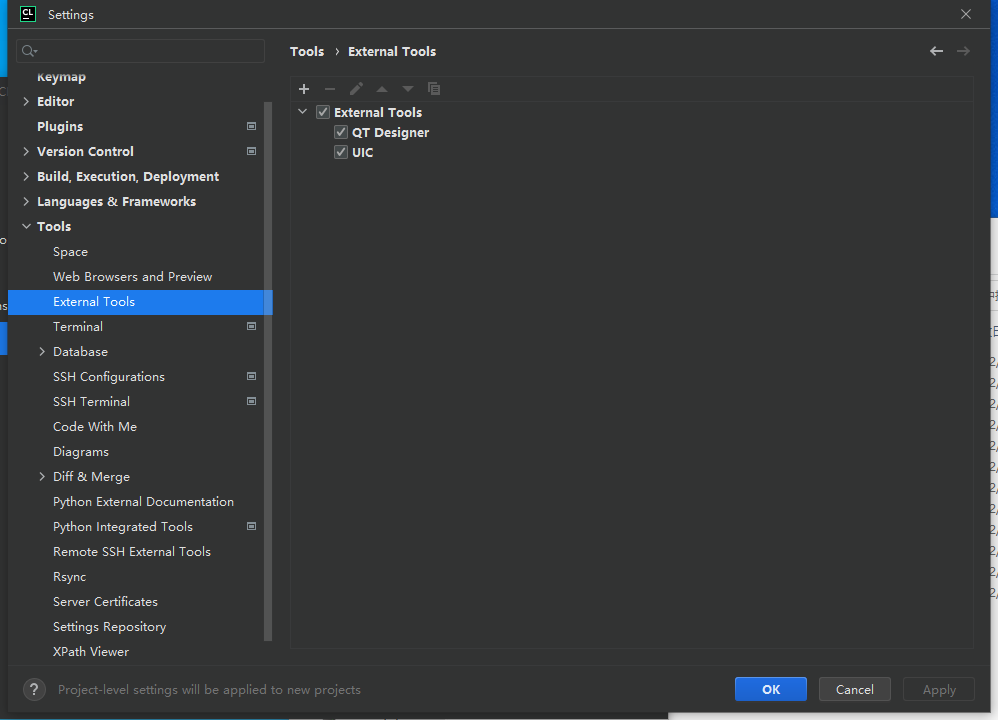 CL Settings
Tools › External Tools
Keymap
Editor
Plugins
Version Control
Build, Execution, Deployment
Languages & Frameworks
Tools
Space
Web Browsers and Preview
External Tools
Terminal
Database
SSH Configurations
SSH Terminal
Code With Me
Diagrams
Diff & Merge
Python External Documentation
Python Integrated Tools
Remote SSH External Tools
Rsync
Server Certificates
Settings Repository
XPath Viewer
External Tools
QT Designer
UIC
? Project-level settings will be applied to new projects
OK
Cancel
Apply